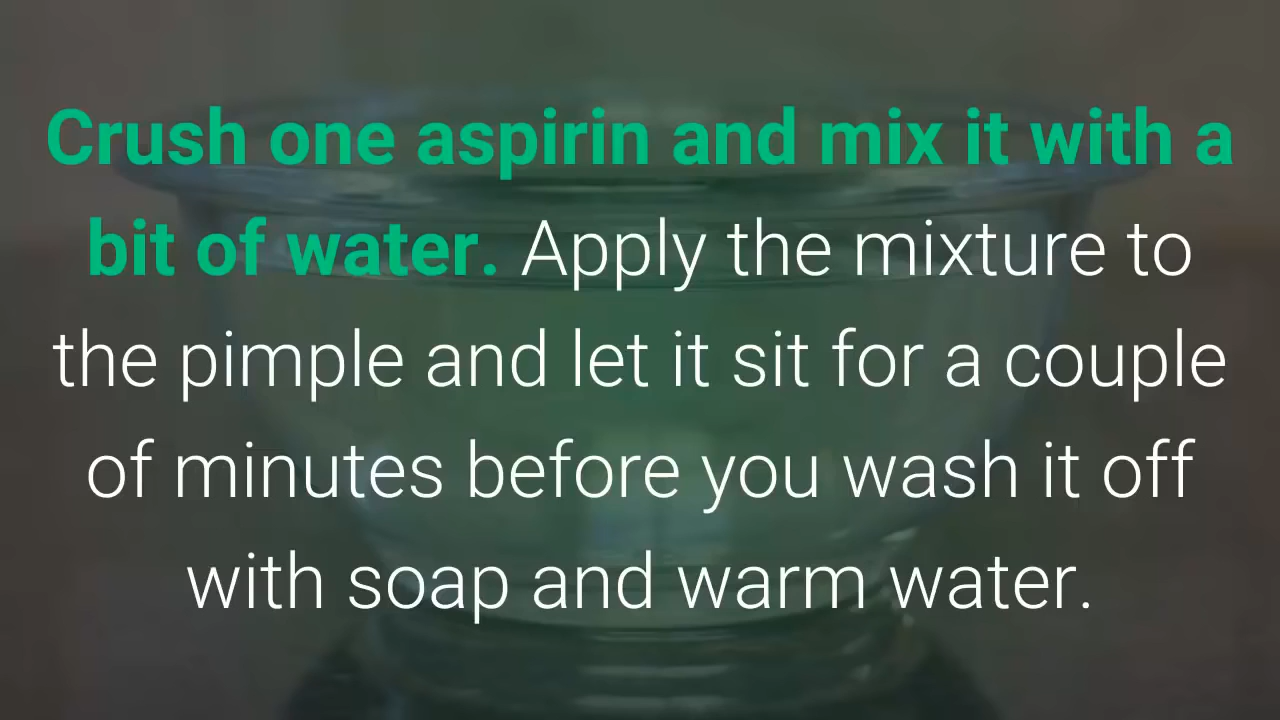 Crush one aspirin and mix it with a
bit of water. Apply the mixture to
the pimple and let it sit for a couple
of minutes before you wash it off
with soap and warm water.